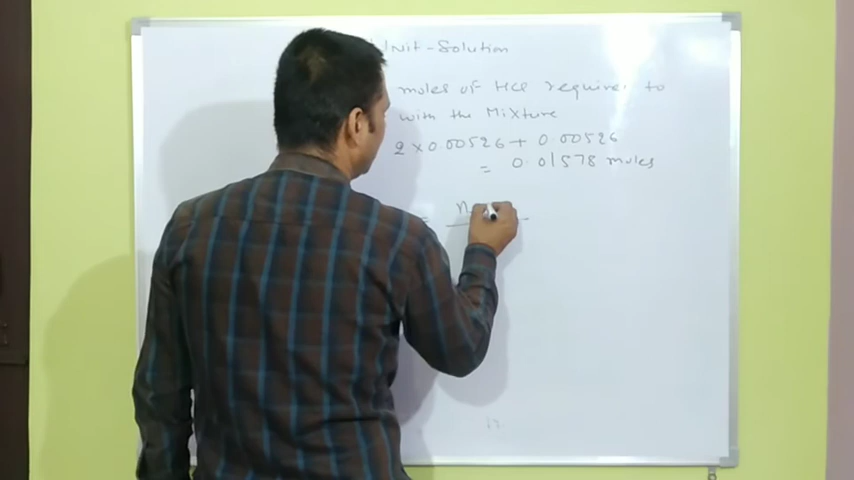 Unit-Solution
moles of HCl required to
with the Mixture
2 × 0.00526 + 0.00526
= 0.01578 moles
= n